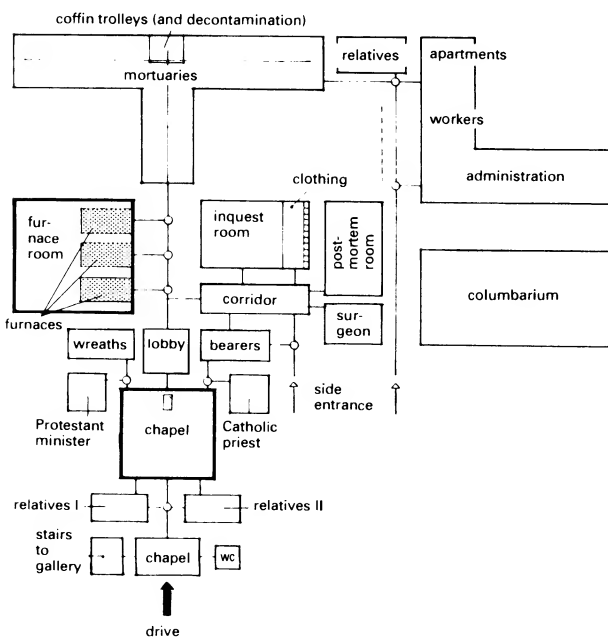 coffin trolleys (and decontamination)
relatives
apartments
mortuaries
workers
clothing
administration
fur-
nace
room
inquest
room
post-
mortem
room
columbarium
corridor
furnaces
sur-
geon
wreaths
lobby
bearers
side
entrance
Protestant
minister
chapel
Catholic
priest
relatives I
relatives II
stairs
to
gallery
chapel
wc
drive